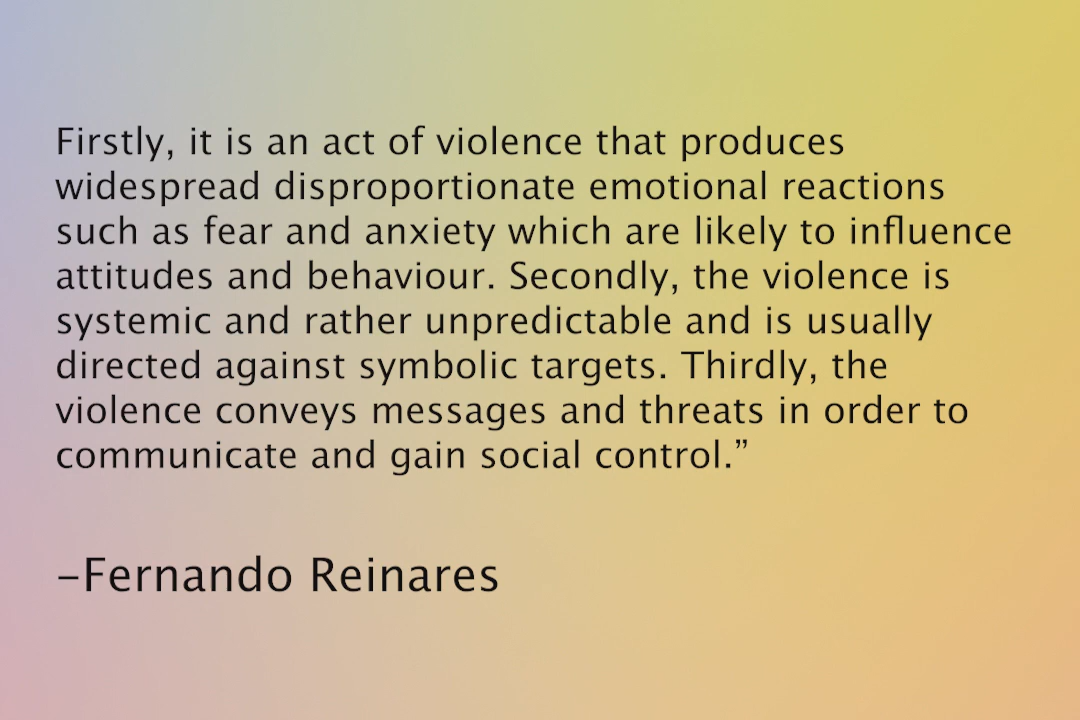 Firstly, it is an act of violence that produces
widespread disproportionate emotional reactions
such as fear and anxiety which are likely to influence
attitudes and behaviour. Secondly, the violence is
systemic and rather unpredictable and is usually
directed against symbolic targets. Thirdly, the
violence conveys messages and threats in order to
communicate and gain social control.”
–Fernando Reinares